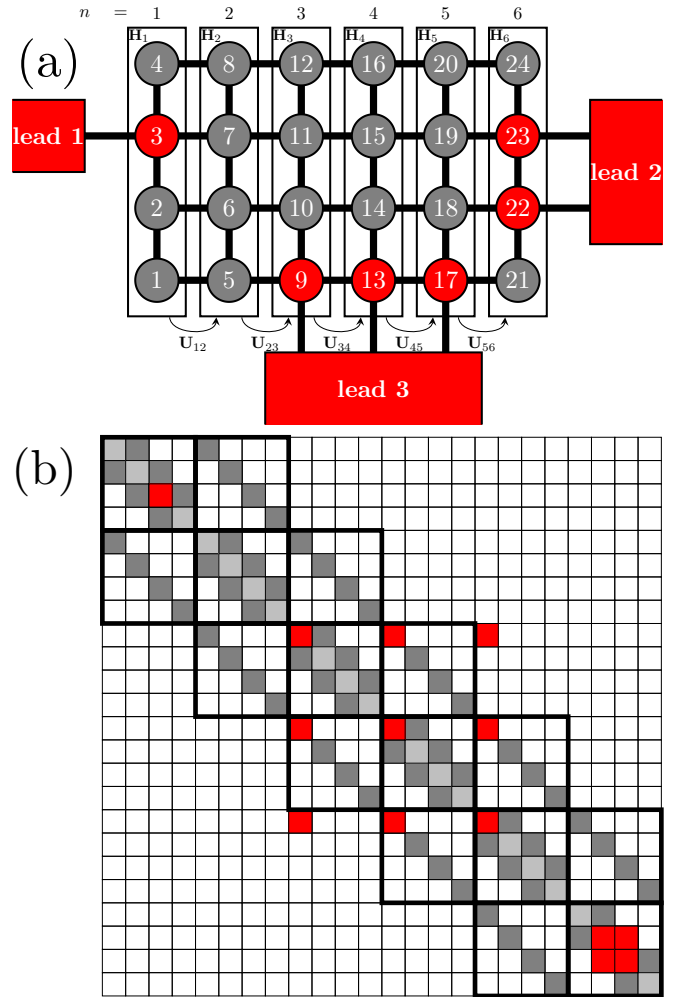 n = 1 2 3 4 5 6
(a)
H1 H2 H3 H4 H5 H6
4 8 12 16 20 24
lead 1 3 7 11 15 19 23
lead 2
2 6 10 14 18 22
1 5 9 13 17 21
U12 U23 U34 U45 U56
lead 3
(b)